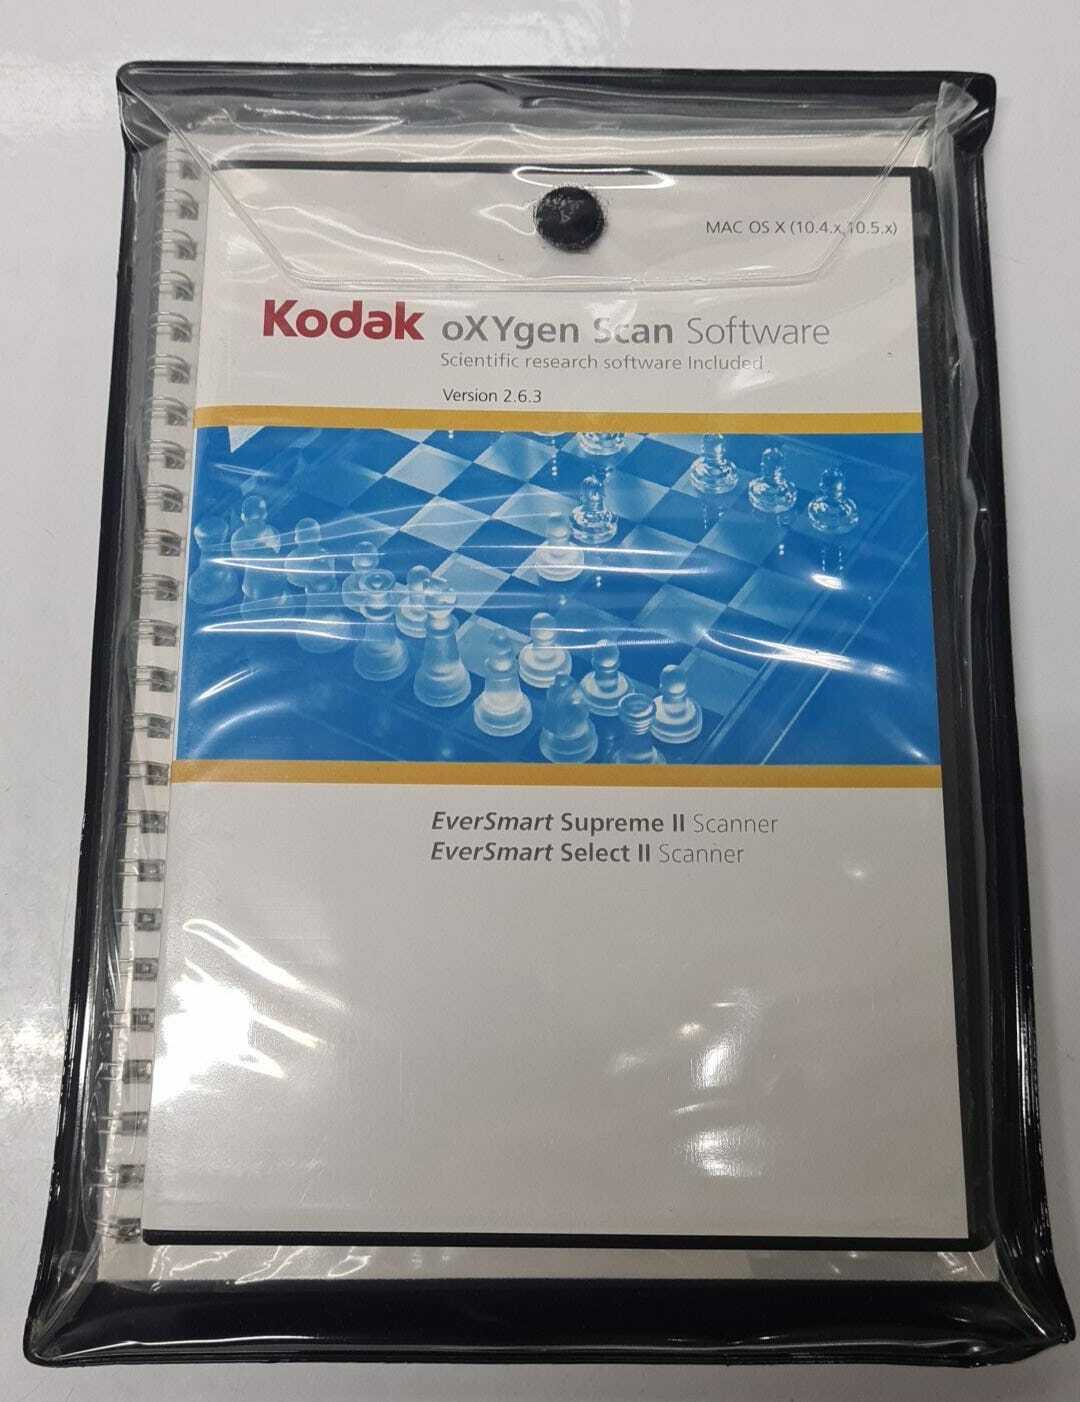 MAC OS X (10.4.x, 10.5.x)
Kodak oXYgen Scan Software
Scientific research software Included
Version 2.6.3
EverSmart Supreme II Scanner
EverSmart Select II Scanner